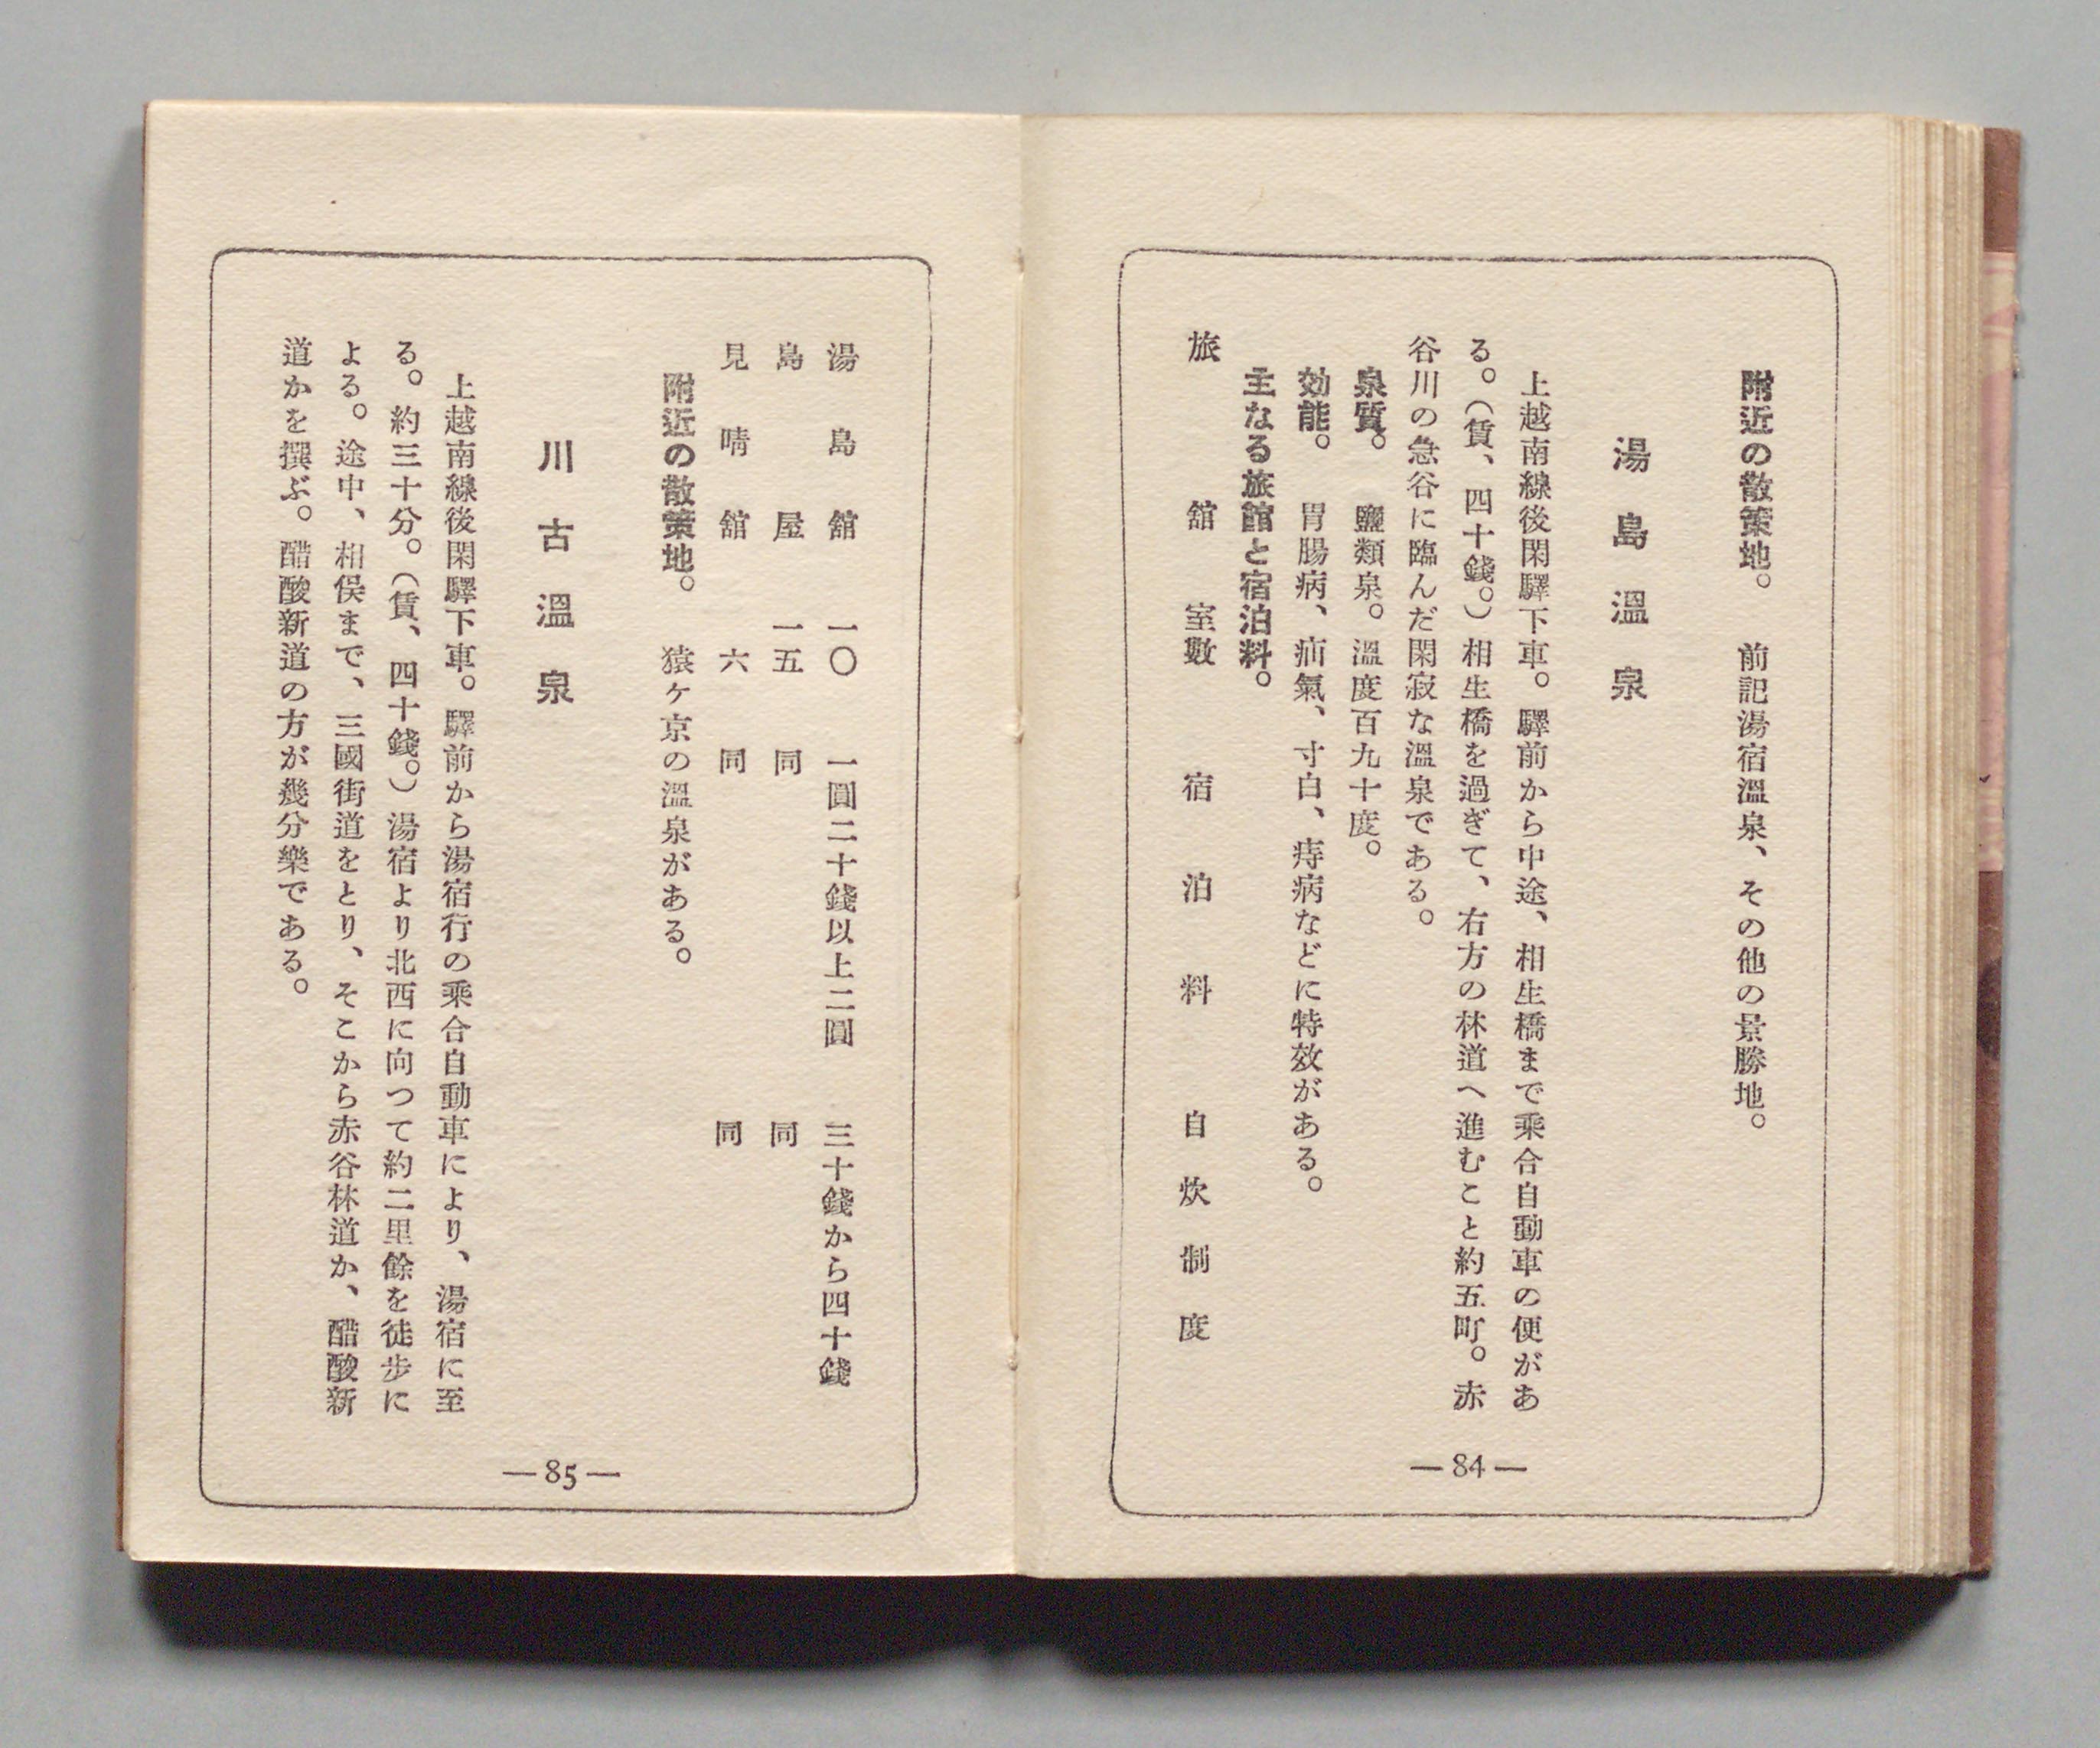 附近の散策地。　前記湯宿溫泉、その他の景勝地。
湯島溫泉
上越南線後閑驛下車。驛前から中途、相生橋まで乘合自動車の便があ
る。（賃、四十錢。）相生橋を過ぎて、右方の林道へ進むこと約五町。赤
谷川の急谷に臨んだ閑寂な溫泉である。
泉質。　鹽類泉。溫度百九十度。
効能。　胃腸病、疝氣、寸白、痔病などに特效がある。
主なる旅館と宿泊料。
旅舘　室數　宿泊料　自炊制度
—84—
湯島舘　一〇　一圓二十錢以上二圓　三十錢から四十錢
島屋　一五　同　同
見晴舘　六　同　同
附近の散策地。　猿ヶ京の溫泉がある。
川古溫泉
上越南線後閑驛下車。驛前から湯宿行の乘合自動車により、湯宿に至
る。約三十分。（賃、四十錢。）湯宿より北西に向つて約二里餘を徒步に
よる。途中、相俣まで、三國街道をとり、そこから赤谷林道か、醋酸新
道かを撰ぶ。醋酸新道の方が幾分樂である。
—85—